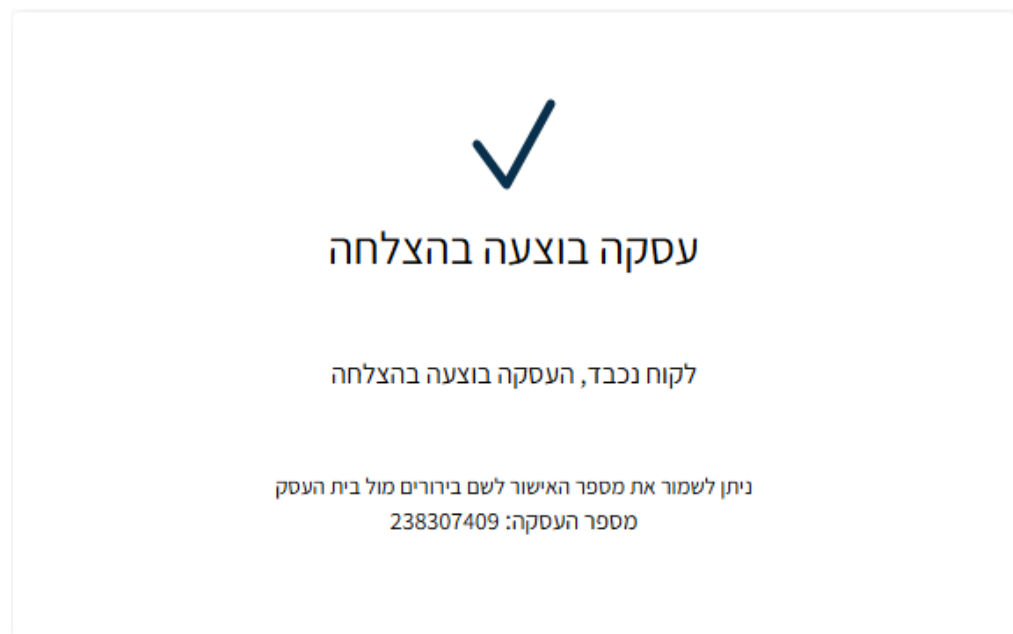 עסקה בוצעה בהצלחה
לקוח נכבד, העסקה בוצעה בהצלחה
ניתן לשמור את מספר האישור לשם בירורים מול בית העסק
מספר העסקה: 238307409